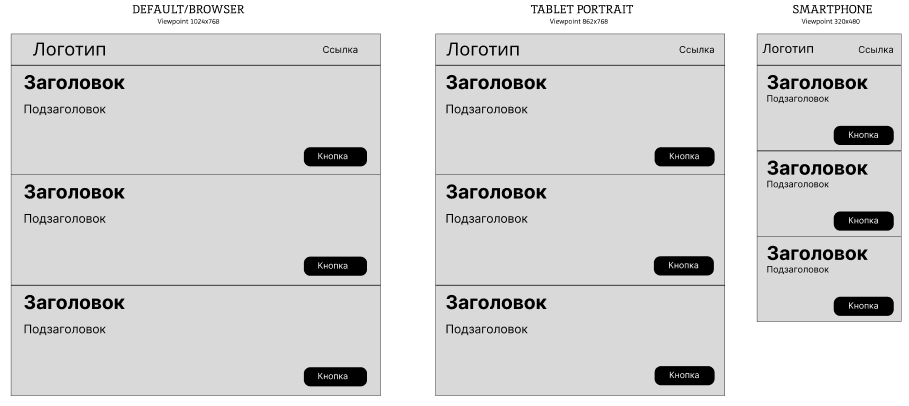 DEFAULT/BROWSER
Viewpoint 1024x768
Логотип
Ссылка
Заголовок
Подзаголовок
Кнопка
Заголовок
Подзаголовок
Кнопка
Заголовок
Подзаголовок
Кнопка
TABLET PORTRAIT
Viewpoint 862x768
Логотип
Ссылка
Заголовок
Подзаголовок
Кнопка
Заголовок
Подзаголовок
Кнопка
Заголовок
Подзаголовок
Кнопка
SMARTPHONE
Viewpoint 320x480
Логотип
Ссылка
Заголовок
Подзаголовок
Кнопка
Заголовок
Подзаголовок
Кнопка
Заголовок
Подзаголовок
Кнопка